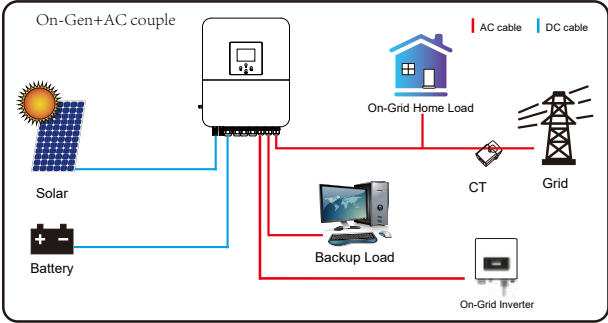 On-Gen+AC couple
AC cable
DC cable
On-Grid Home Load
Solar
CT
Grid
Battery
Backup Load
On-Grid Inverter